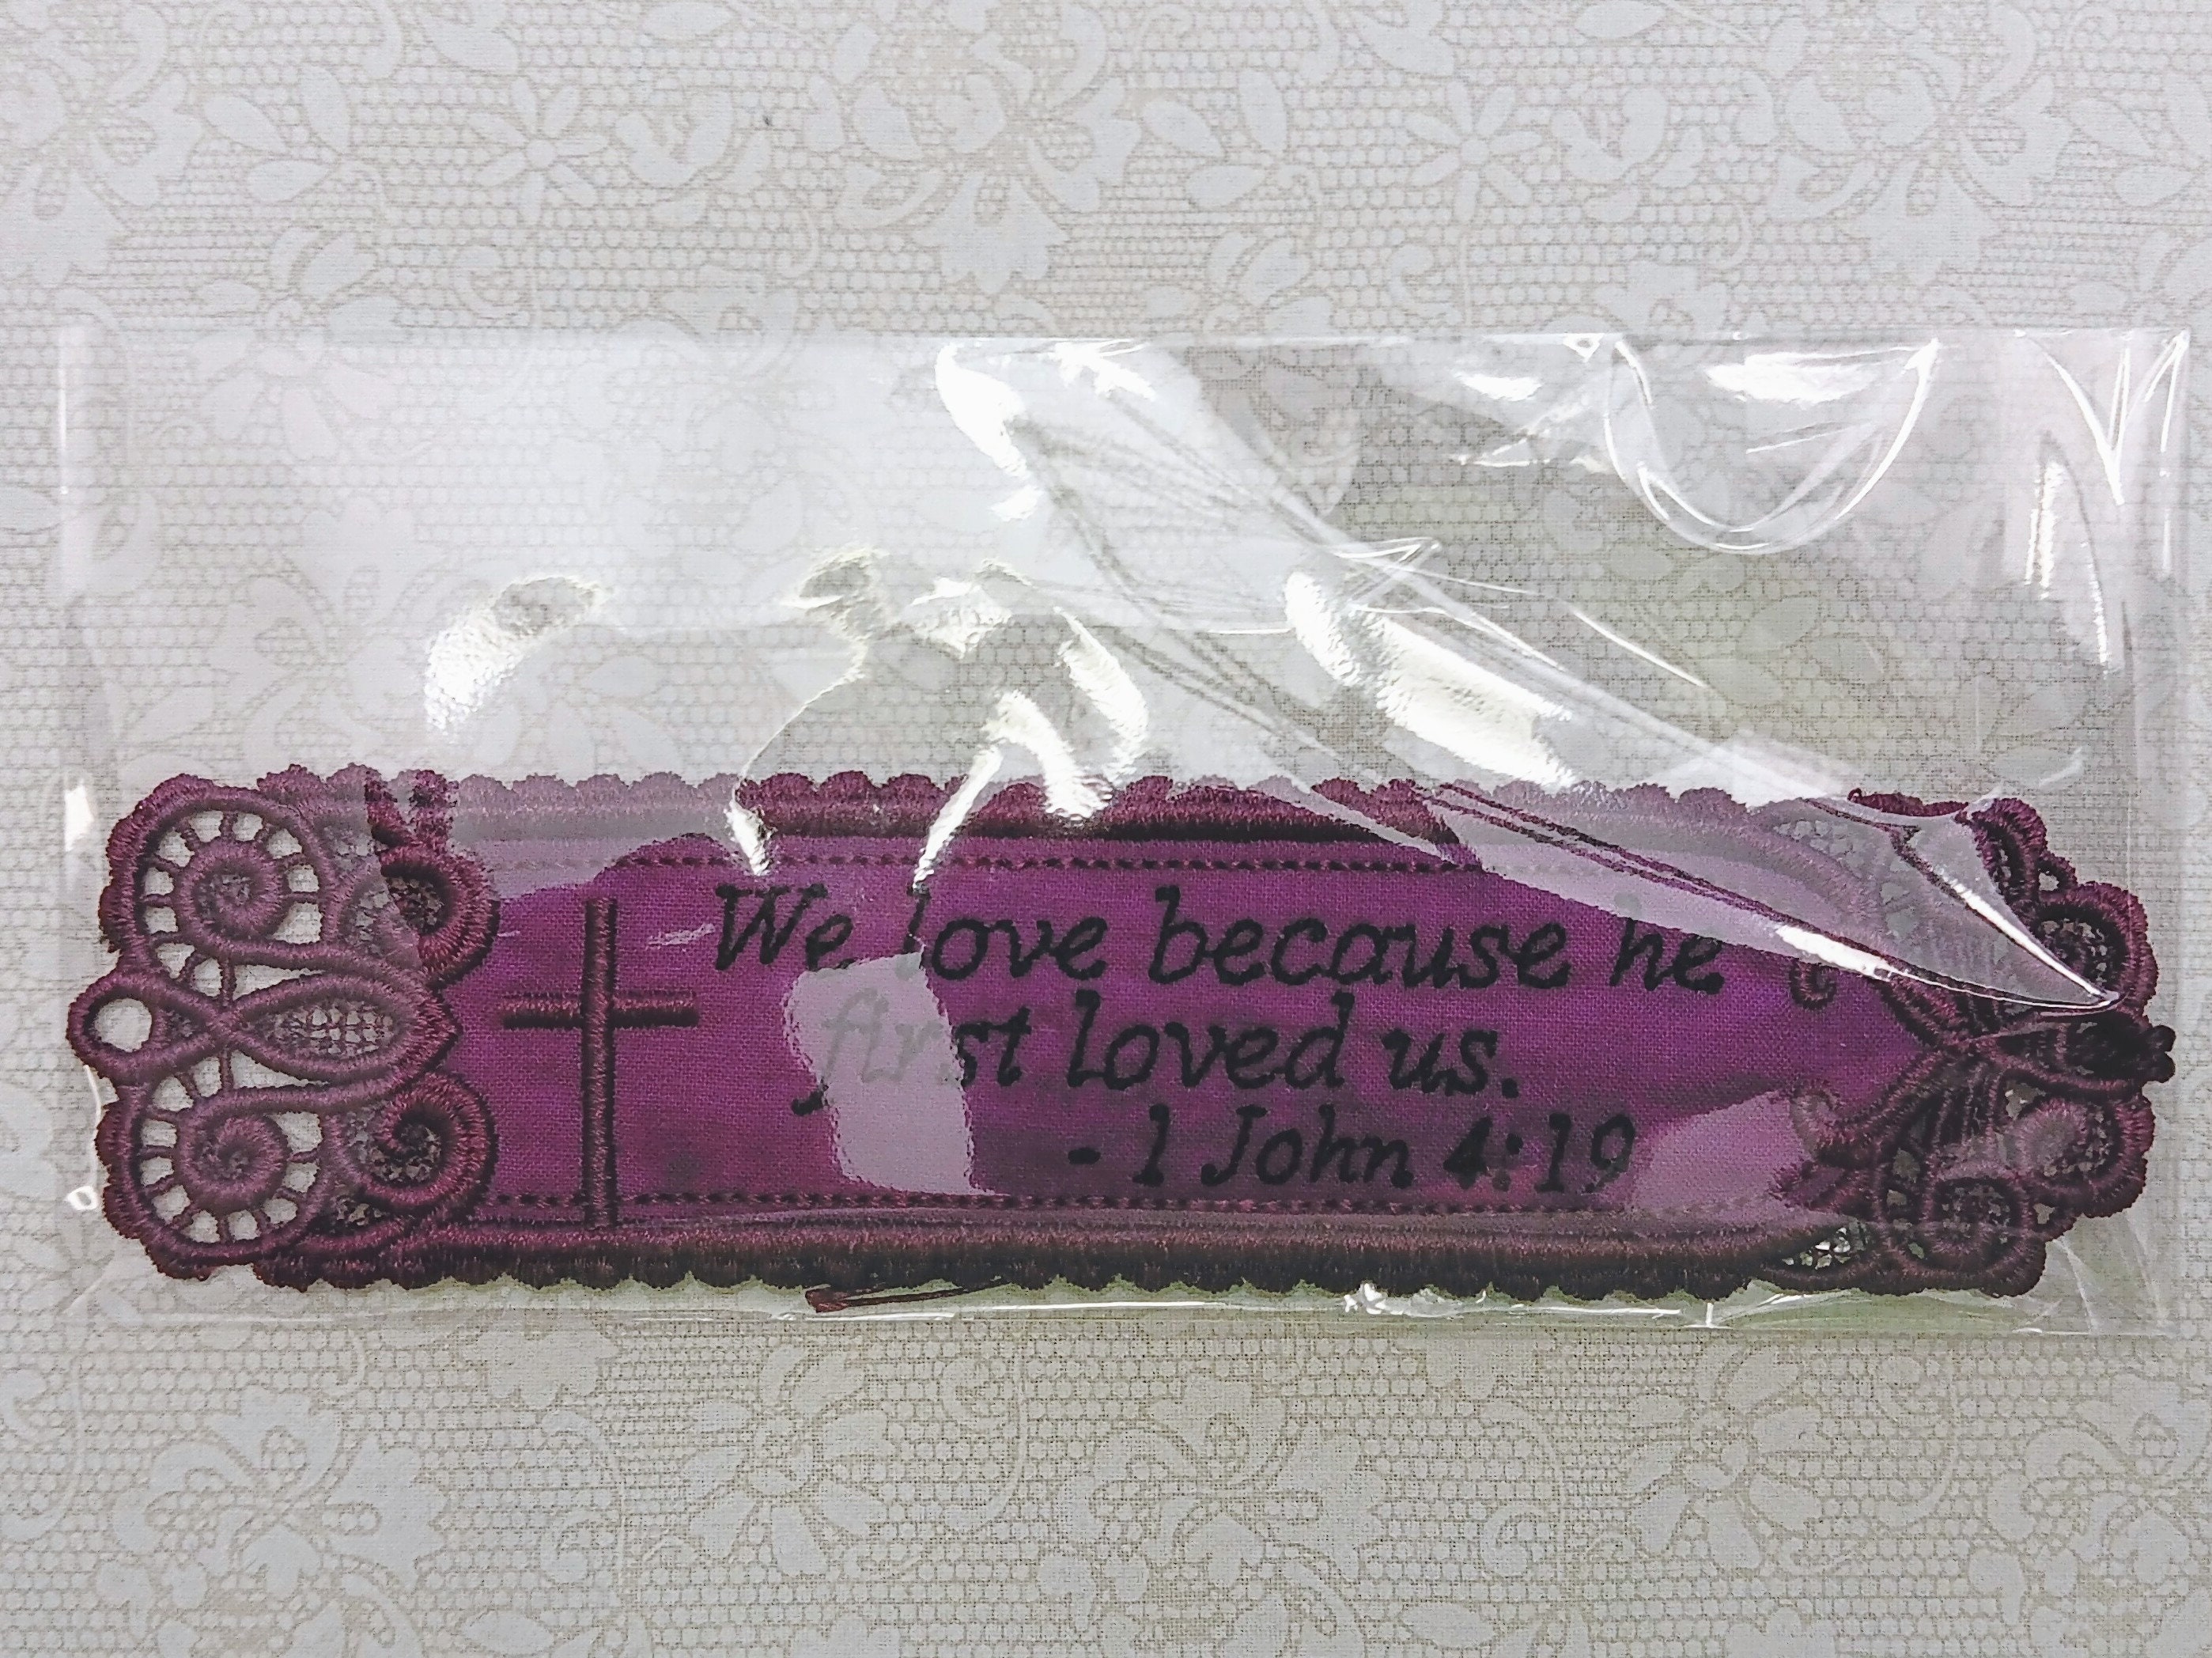 We love because he
first loved us.
- 1 John 4:19